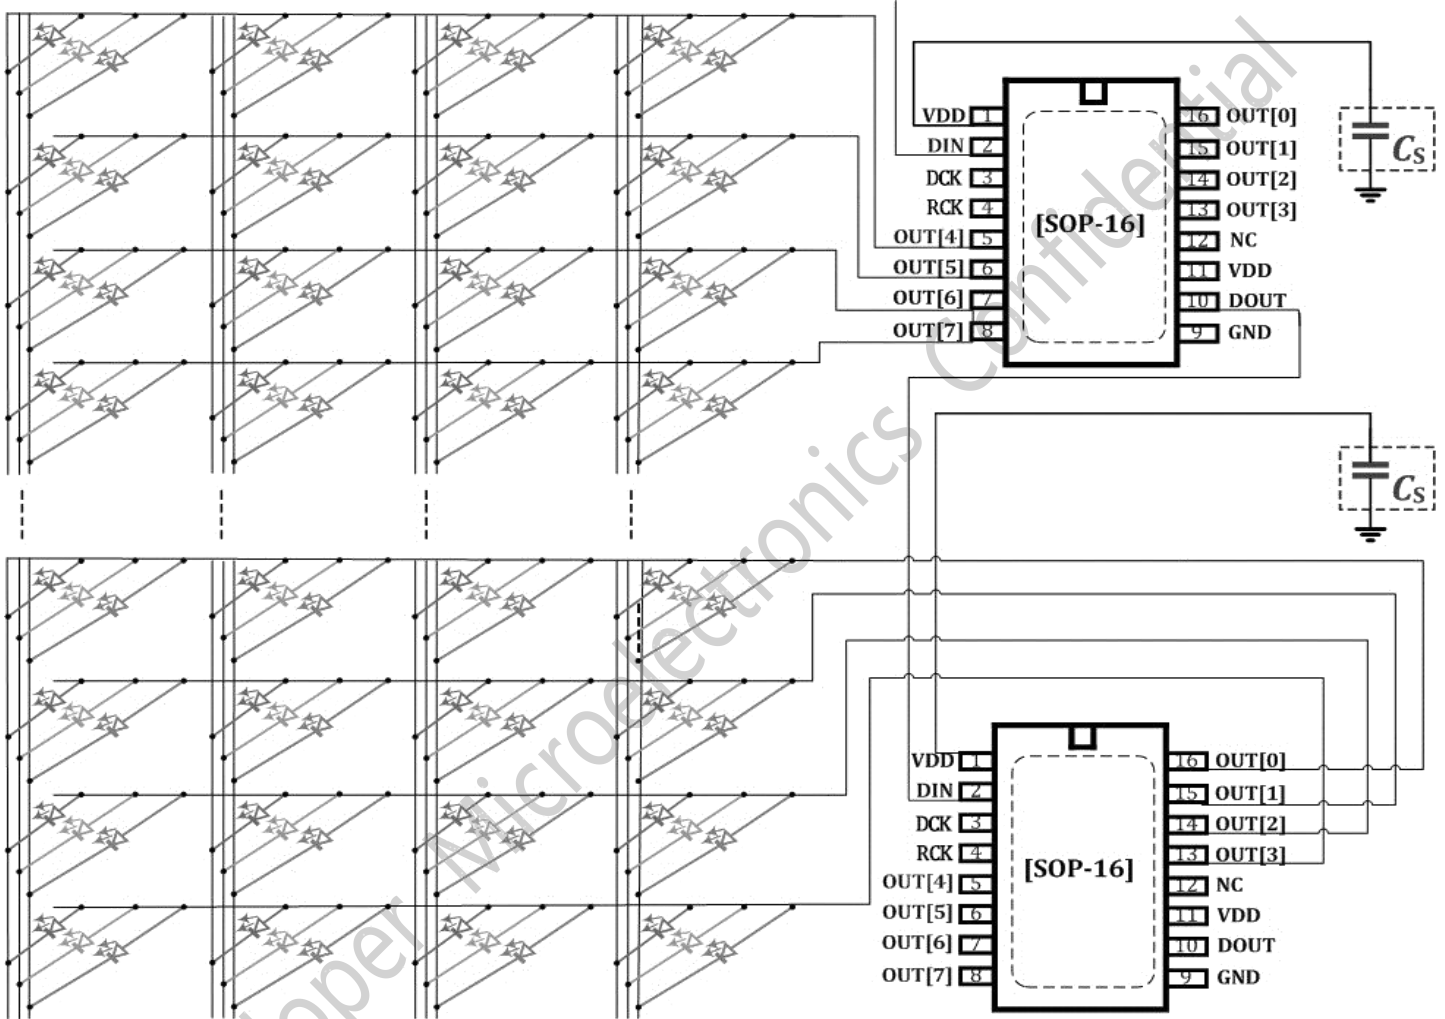 VDD 1
DIN 2
DCK 3
RCK 4
OUT[4] 5
OUT[5] 6
OUT[6] 7
OUT[7] 8
[SOP-16]
16 OUT[0]
15 OUT[1]
14 OUT[2]
13 OUT[3]
12 NC
11 VDD
10 DOUT
9 GND
CS
CS
VDD 1
DIN 2
DCK 3
RCK 4
OUT[4] 5
OUT[5] 6
OUT[6] 7
OUT[7] 8
[SOP-16]
16 OUT[0]
15 OUT[1]
14 OUT[2]
13 OUT[3]
12 NC
11 VDD
10 DOUT
9 GND
Microelectronics Confidential